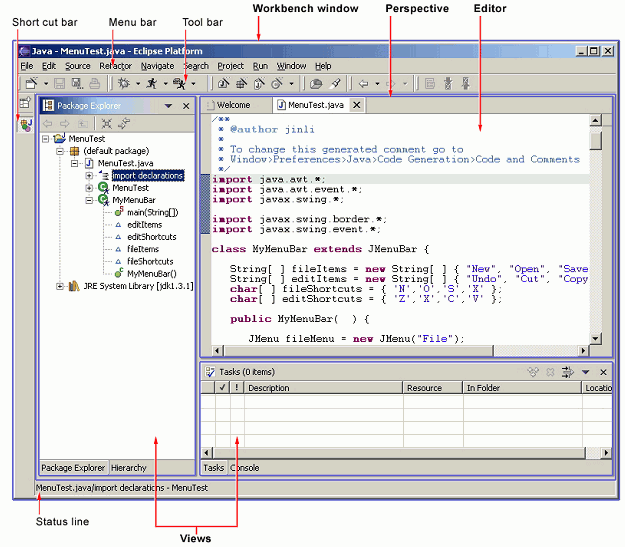 Workbench window
Perspective
Editor
Short cut bar
Menu bar
Tool bar
Java - MenuTest.java - Eclipse Platform
File Edit Source Refactor Navigate Search Project Run Window Help
Package Explorer
MenuTest
(default package)
MenuTest.java
import declarations
MenuTest
MyMenuBar
main(String[])
editItems
editShortcuts
fileItems
fileShortcuts
MyMenuBar()
JRE System Library [jdk1.3.1]
Package Explorer Hierarchy
Welcome
MenuTest.java
/**
* @author jinli
*
* To change this generated comment go to
* Window>Preferences>Java>Code Generation>Code and Comments
*/
import java.awt.*;
import java.awt.event.*;
import javax.swing.*;
import javax.swing.border.*;
import javax.swing.event.*;
class MyMenuBar extends JMenuBar {
String[ ] fileItems = new String[ ] { "New", "Open", "Save
String[ ] editItems = new String[ ] { "Undo", "Cut", "Copy
char[ ] fileShortcuts = { 'N','O','S','X' };
char[ ] editShortcuts = { 'Z','X','C','V' };
public MyMenuBar( ) {
JMenu fileMenu = new JMenu("File");
Tasks (0 items)
✓ ! Description Resource In Folder Locatio
Tasks Console
MenuTest.java/import declarations - MenuTest
Status line
Views